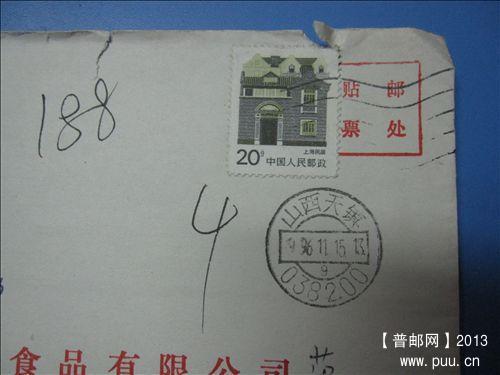 188
贴 邮
票 处
上海民居
20分
中国人民邮政
4
山西天镇
1996.11.15.13
9
038200
食品有限公司
【普邮网】2013
www.puu.cn